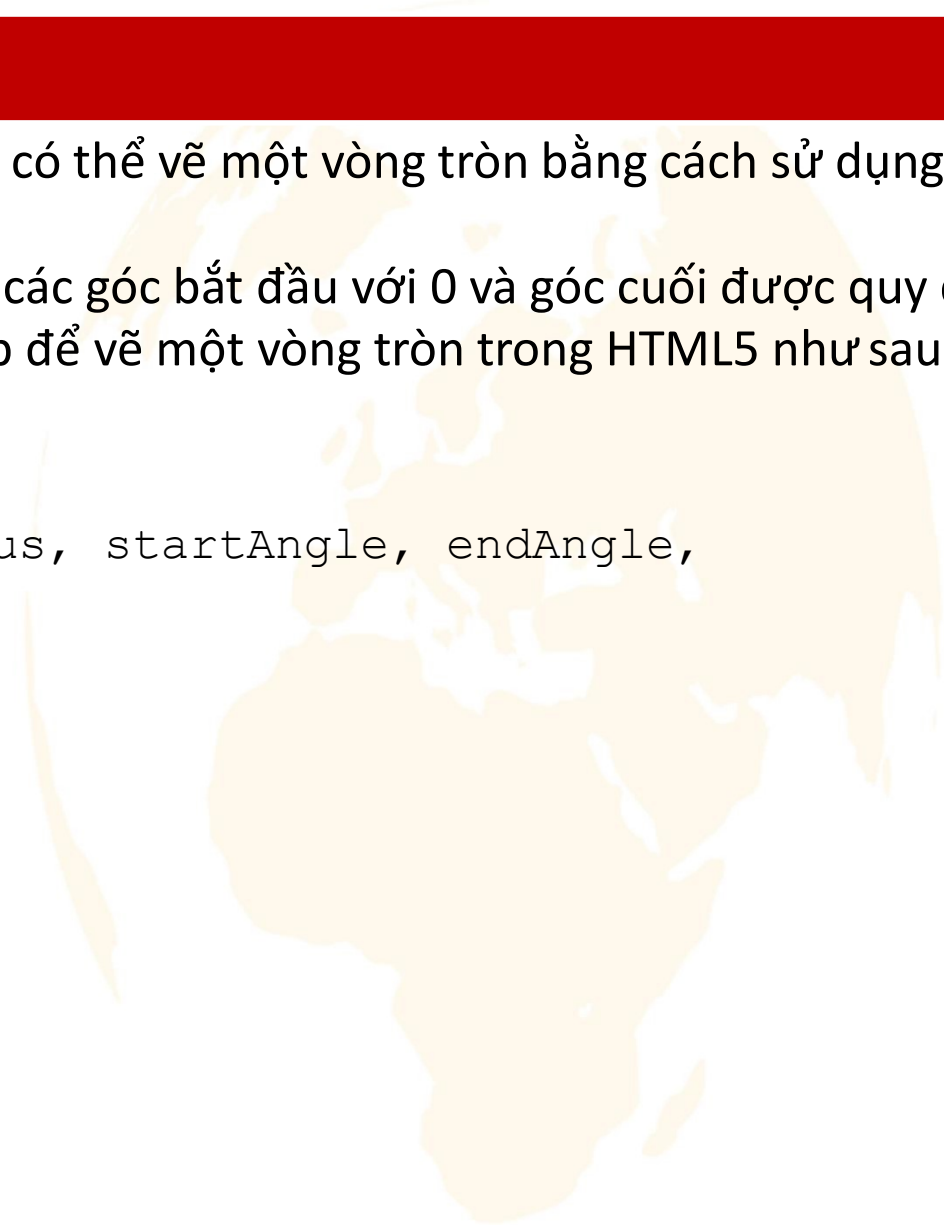 có thể vẽ một vòng tròn bằng cách sử dụng
các góc bắt đầu với 0 và góc cuối được quy
để vẽ một vòng tròn trong HTML5 như sau
us, startAngle, endAngle,